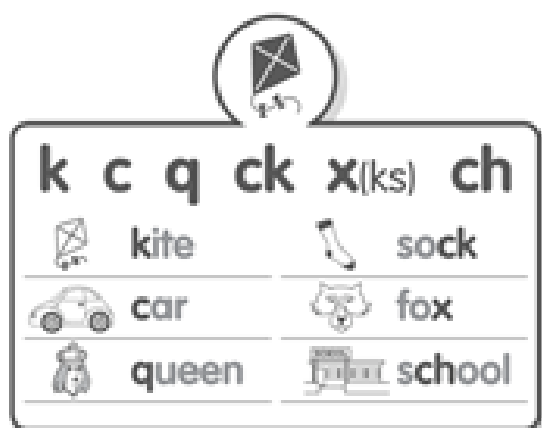 k c q ck x(ks) ch
kite sock
car fox
queen school